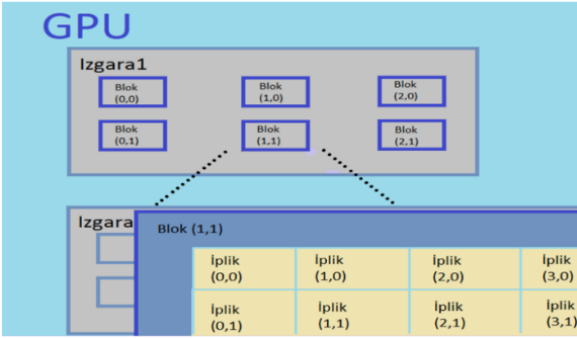 GPU
Izgara1
Blok
(0,0)
Blok
(1,0)
Blok
(2,0)
Blok
(0,1)
Blok
(1,1)
Blok
(2,1)
Izgara
Blok (1,1)
İplik
(0,0)
İplik
(1,0)
İplik
(2,0)
İplik
(3,0)
İplik
(0,1)
İplik
(1,1)
İplik
(2,1)
İplik
(3,1)